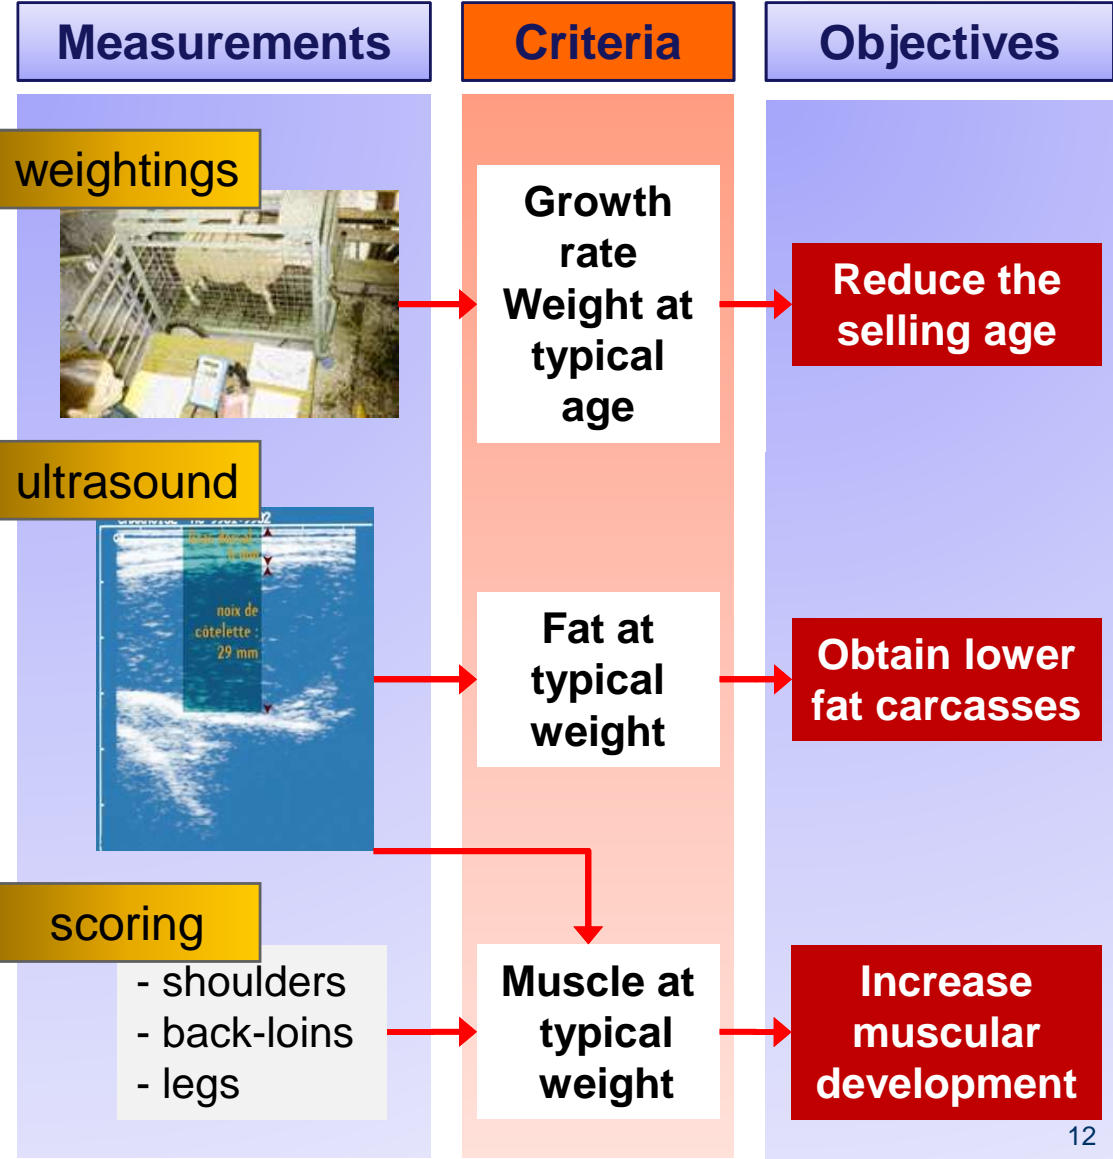 Measurements
Criteria
Objectives
weightings
Growth
rate
Weight at
typical
age
Reduce the
selling age
ultrasound
noix de
côtelette :
29 mm
Fat at
typical
weight
Obtain lower
fat carcasses
scoring
- shoulders
- back-loins
- legs
Muscle at
typical
weight
Increase
muscular
development
12